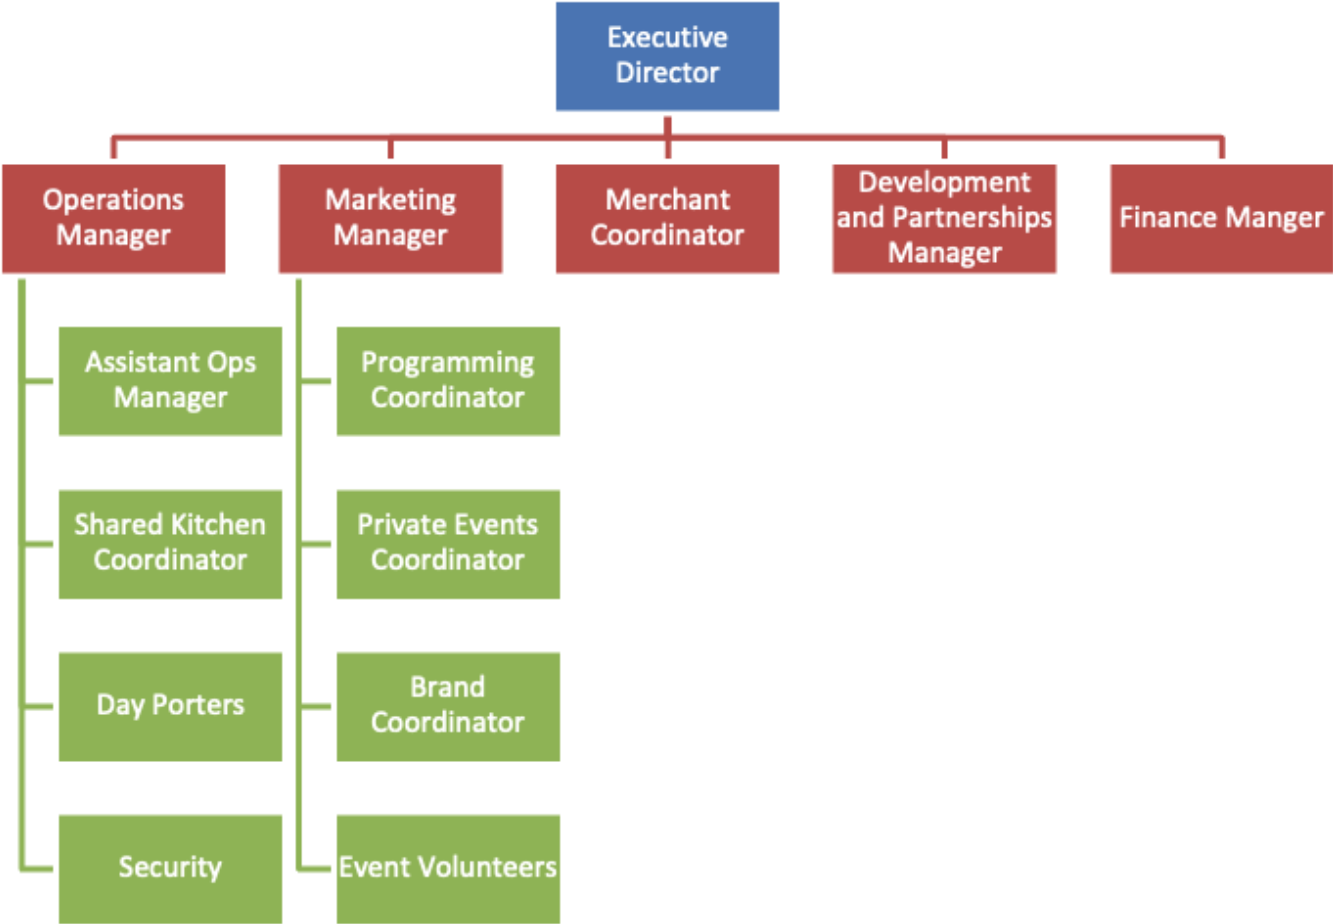 Executive
Director
Operations
Manager
Marketing
Manager
Merchant
Coordinator
Development
and Partnerships
Manager
Finance Manger
Assistant Ops
Manager
Shared Kitchen
Coordinator
Day Porters
Security
Programming
Coordinator
Private Events
Coordinator
Brand
Coordinator
Event Volunteers